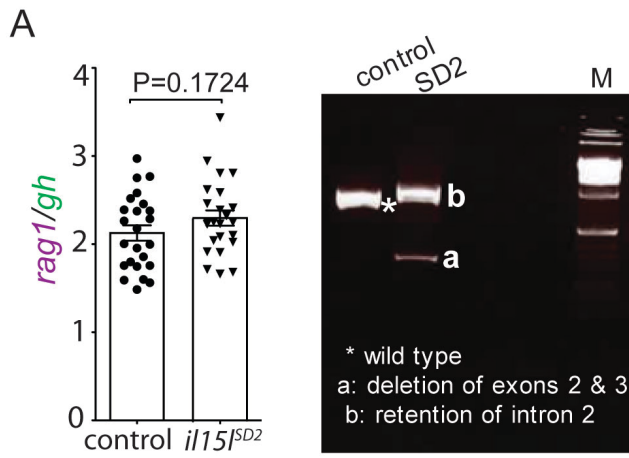 A
P=0.1724
4
3
2
1
0
rag1/gh
control
il15l^SD2
control
SD2
M
*
b
a
* wild type
a: deletion of exons 2 & 3
b: retention of intron 2